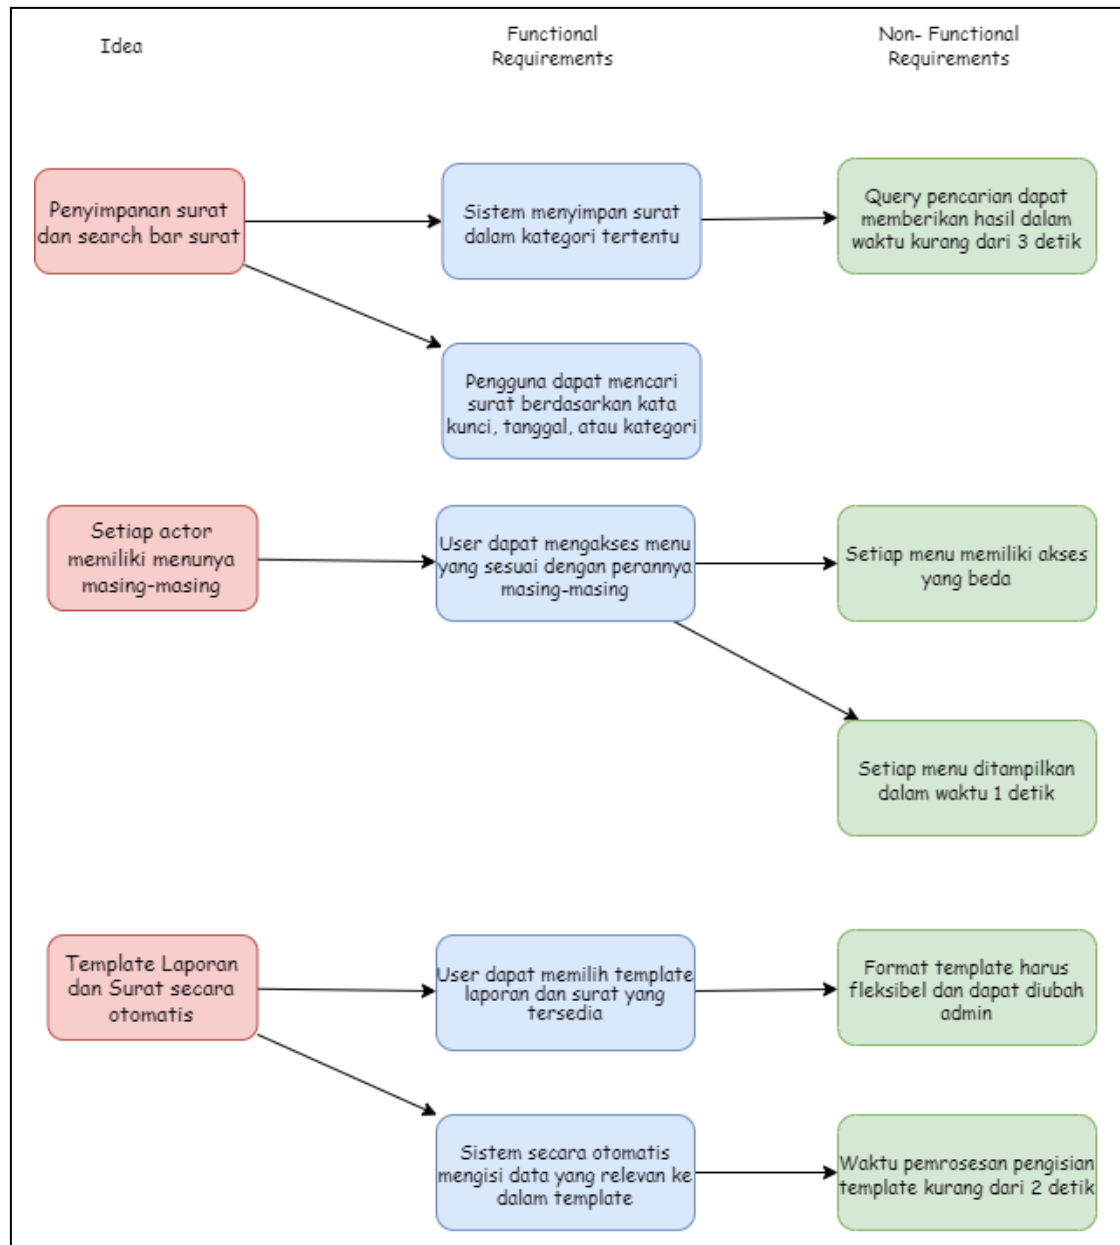 Idea
Functional
Requirements
Non- Functional
Requirements
Penyimpanan surat
dan search bar surat
Sistem menyimpan surat
dalam kategori tertentu
Query pencarian dapat
memberikan hasil dalam
waktu kurang dari 3 detik
Pengguna dapat mencari
surat berdasarkan kata
kunci, tanggal, atau kategori
Setiap actor
memiliki menunya
masing-masing
User dapat mengakses menu
yang sesuai dengan perannya
masing-masing
Setiap menu memiliki akses
yang beda
Setiap menu ditampilkan
dalam waktu 1 detik
Template Laporan
dan Surat secara
otomatis
User dapat memilih template
laporan dan surat yang
tersedia
Format template harus
fleksibel dan dapat diubah
admin
Sistem secara otomatis
mengisi data yang relevan ke
dalam template
Waktu pemrosesan pengisian
template kurang dari 2 detik